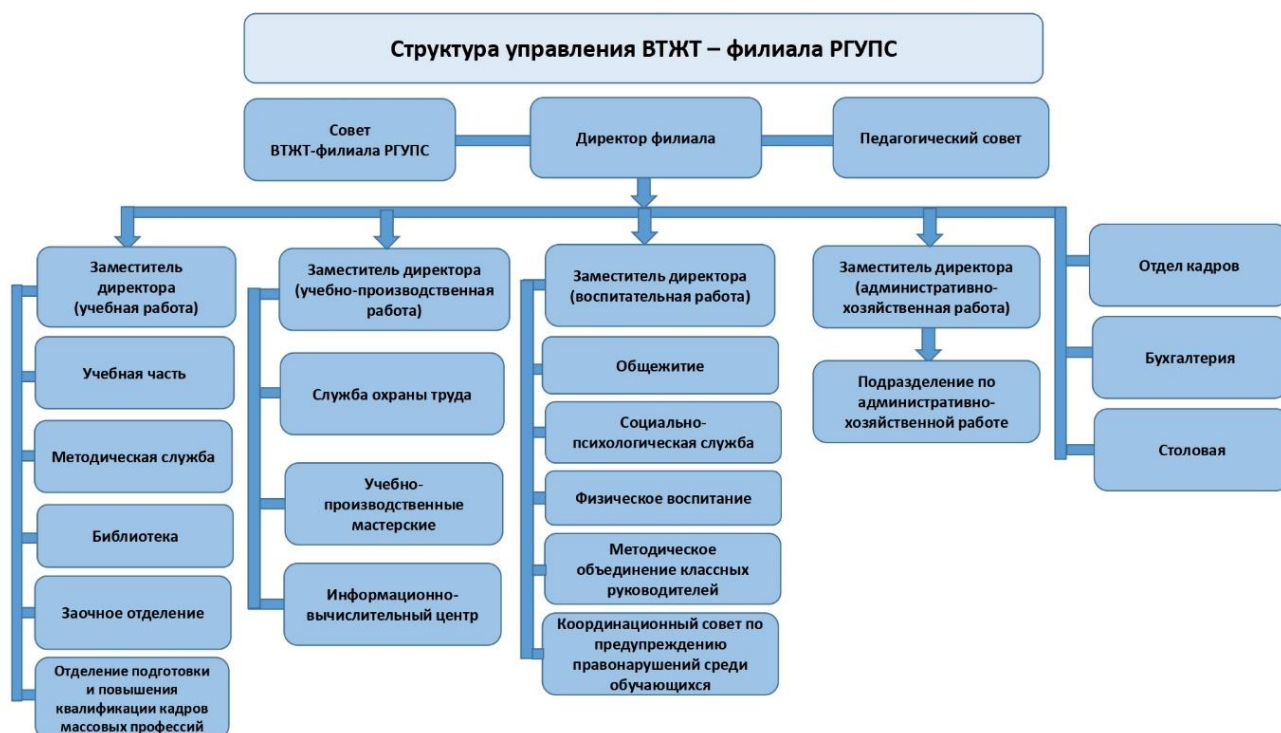 Структура управления ВТЖТ – филиала РГУПС
Совет
ВТЖТ-филиала РГУПС
Директор филиала
Педагогический совет
Заместитель
директора
(учебная работа)
Учебная часть
Методическая служба
Библиотека
Заочное отделение
Отделение подготовки
и повышения
квалификации кадров
массовых профессий
Заместитель директора
(учебно-производственная
работа)
Служба охраны труда
Учебно-
производственные
мастерские
Информационно-
вычислительный центр
Заместитель директора
(воспитательная работа)
Общежитие
Социально-
психологическая служба
Физическое воспитание
Методическое
объединение классных
руководителей
Координационный совет по
предупреждению
правонарушений среди
обучающихся
Заместитель директора
(административно-
хозяйственная работа)
Подразделение по
административно-
хозяйственной работе
Отдел кадров
Бухгалтерия
Столовая